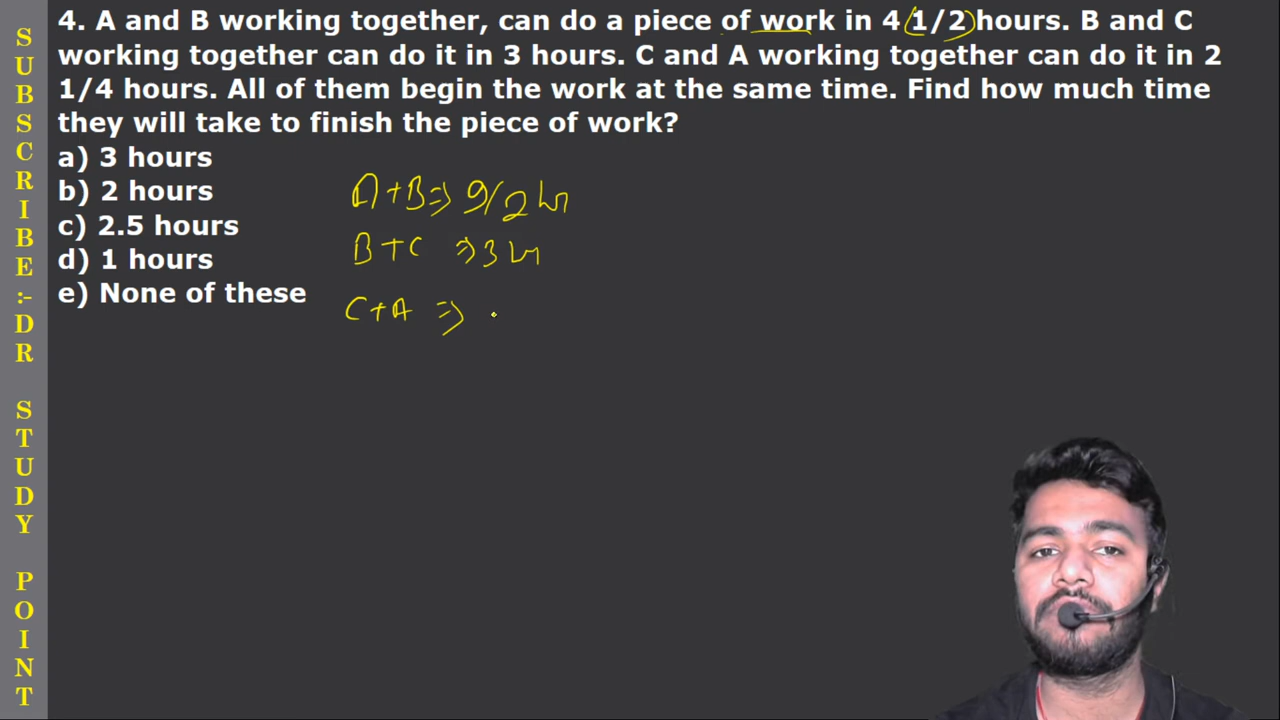 4. A and B working together, can do a piece of work in 4 1/2 hours. B and C
working together can do it in 3 hours. C and A working together can do it in 2
1/4 hours. All of them begin the work at the same time. Find how much time
they will take to finish the piece of work?
a) 3 hours
b) 2 hours
c) 2.5 hours
d) 1 hours
e) None of these
A+B⇒ 9/2 hr
B+C ⇒ 3 hr
C+A ⇒
SUBSCRIBE:-DR STUDY POINT